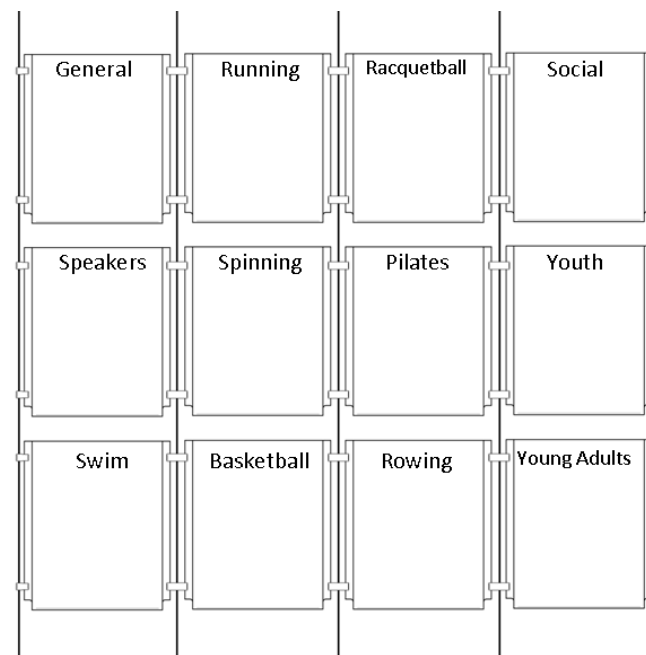 General
Running
Racquetball
Social
Speakers
Spinning
Pilates
Youth
Swim
Basketball
Rowing
Young Adults